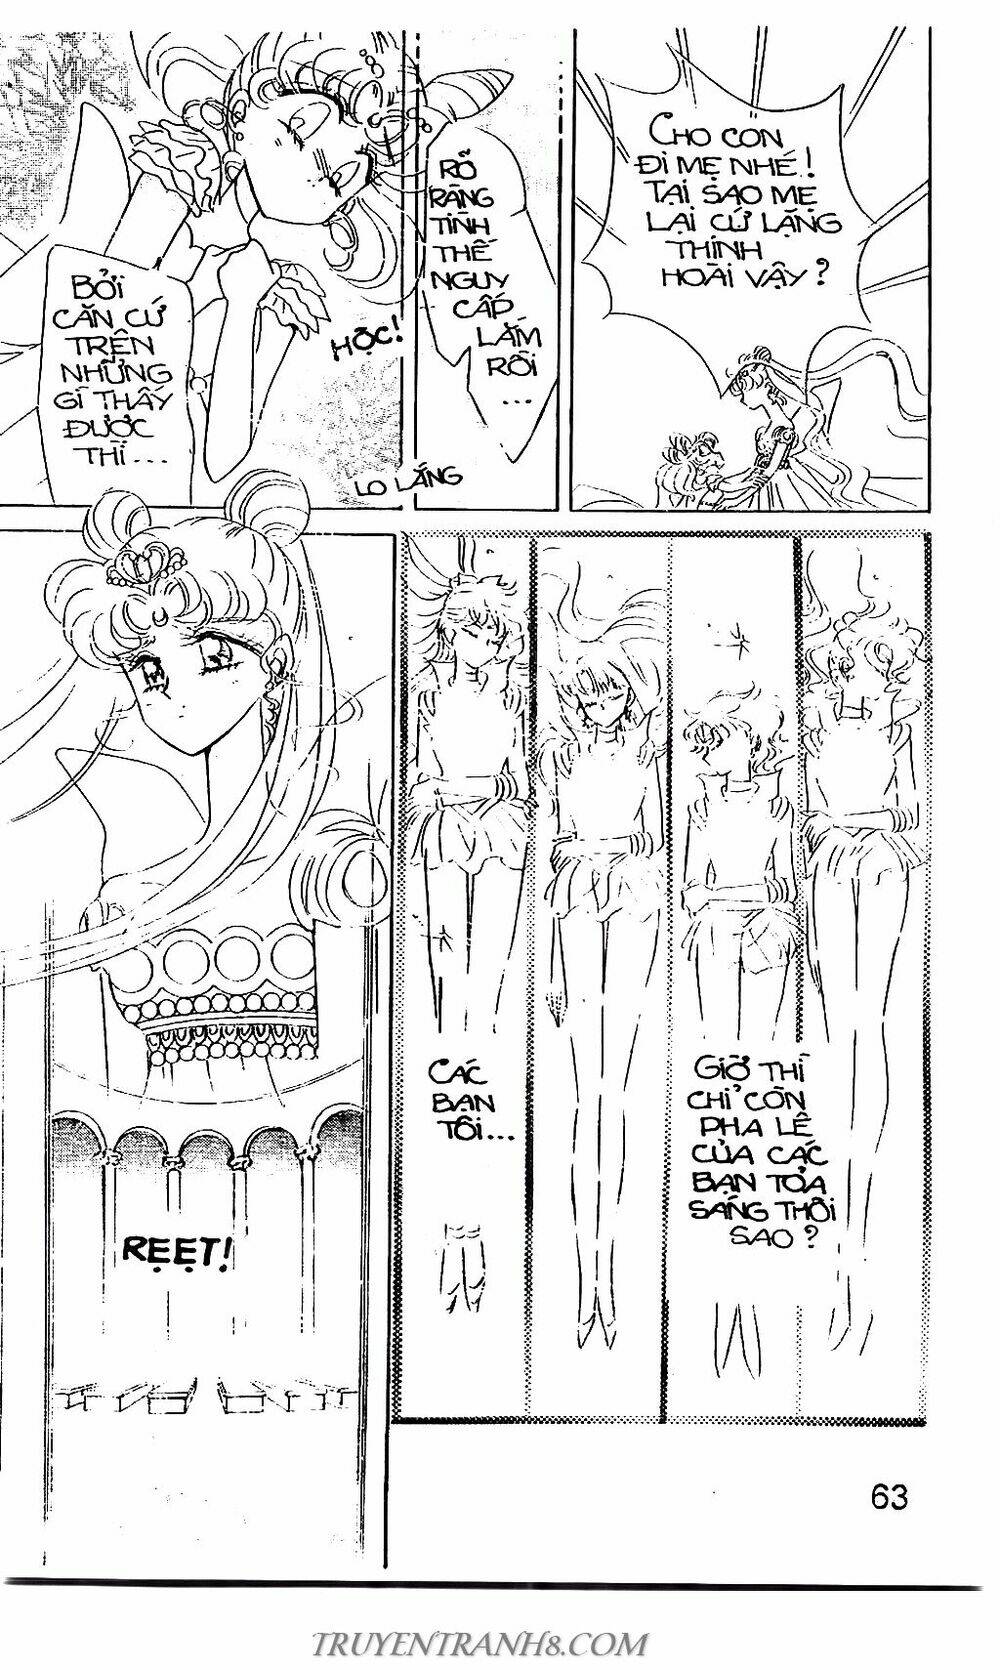 CHO CON
ĐI MẸ NHÉ!
TẠI SAO MẸ
LẠI CỨ LẶNG
THINH
HOÀI VẬY?
RÕ
RÀNG
TÌNH
THẾ
NGUY
CẤP
LẮM
RỒI
...
BỞI
CĂN CỨ
TRÊN
NHỮNG
GÌ THẤY
ĐƯỢC
THÌ...
HỘC!
LO LẮNG
CÁC
BẠN
TÔI...
GIỜ THÌ
CHỈ CÒN
PHA LÊ
CỦA CÁC
BẠN TỎA
SÁNG THÔI
SAO?
RẸẸT!
63
TRUYENTRANH8.COM